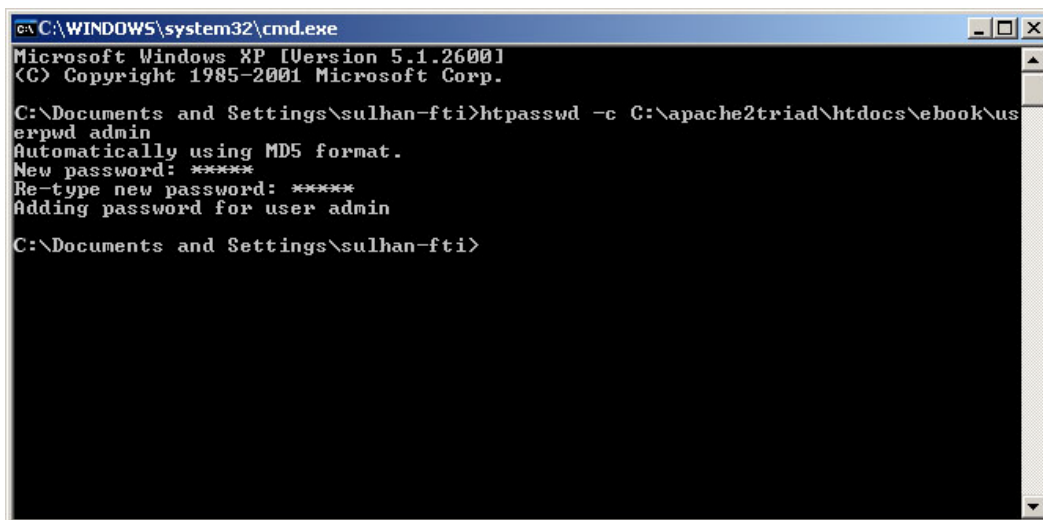 C:\WINDOWS\system32\cmd.exe
Microsoft Windows XP [Version 5.1.2600]
(C) Copyright 1985-2001 Microsoft Corp.
C:\Documents and Settings\sulhan-fti>htpasswd -c C:\apache2triad\htdocs\ebook\us
erpwd admin
Automatically using MD5 format.
New password: *****
Re-type new password: *****
Adding password for user admin
C:\Documents and Settings\sulhan-fti>